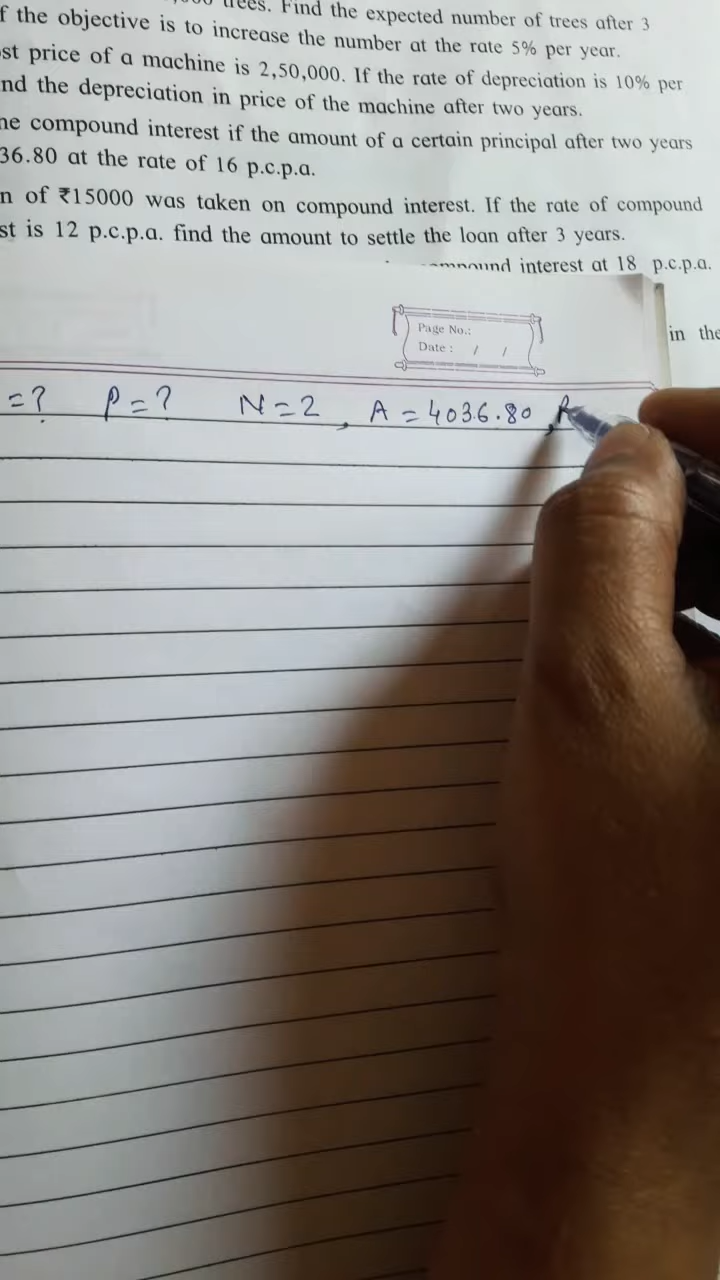 trees. Find the expected number of trees after 3
f the objective is to increase the number at the rate 5% per year.
st price of a machine is 2,50,000. If the rate of depreciation is 10% per
nd the depreciation in price of the machine after two years.
ne compound interest if the amount of a certain principal after two years
36.80 at the rate of 16 p.c.p.a.
n of ₹15000 was taken on compound interest. If the rate of compound
st is 12 p.c.p.a. find the amount to settle the loan after 3 years.
interest at 18 p.c.p.a.
in the
Page No.:
Date : / /
=? P=? N=2, A = 4036.80,